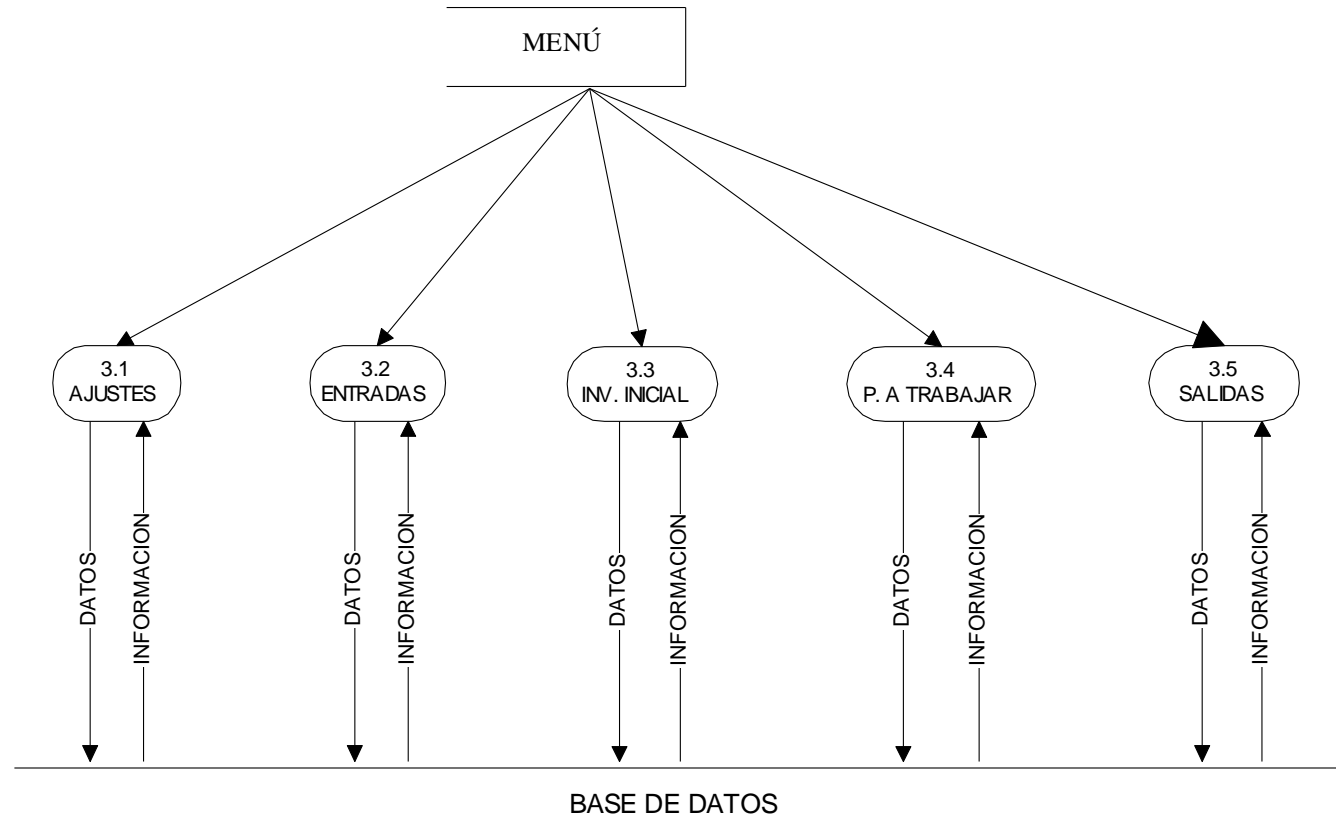 MENÚ
3.1
AJUSTES
3.2
ENTRADAS
3.3
INV. INICIAL
3.4
P. A TRABAJAR
3.5
SALIDAS
DATOS
INFORMACION
DATOS
INFORMACION
DATOS
INFORMACION
DATOS
INFORMACION
DATOS
INFORMACION
BASE DE DATOS